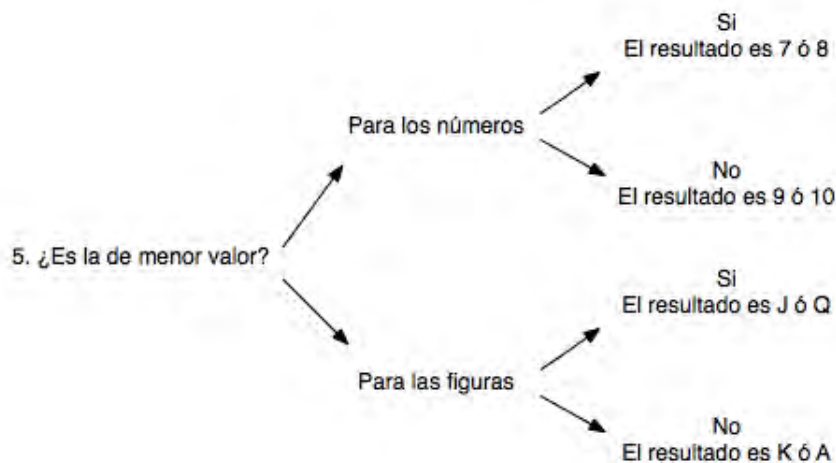 5. ¿Es la de menor valor?
Para los números
Si
El resultado es 7 ó 8
No
El resultado es 9 ó 10
Para las figuras
Si
El resultado es J ó Q
No
El resultado es K ó A